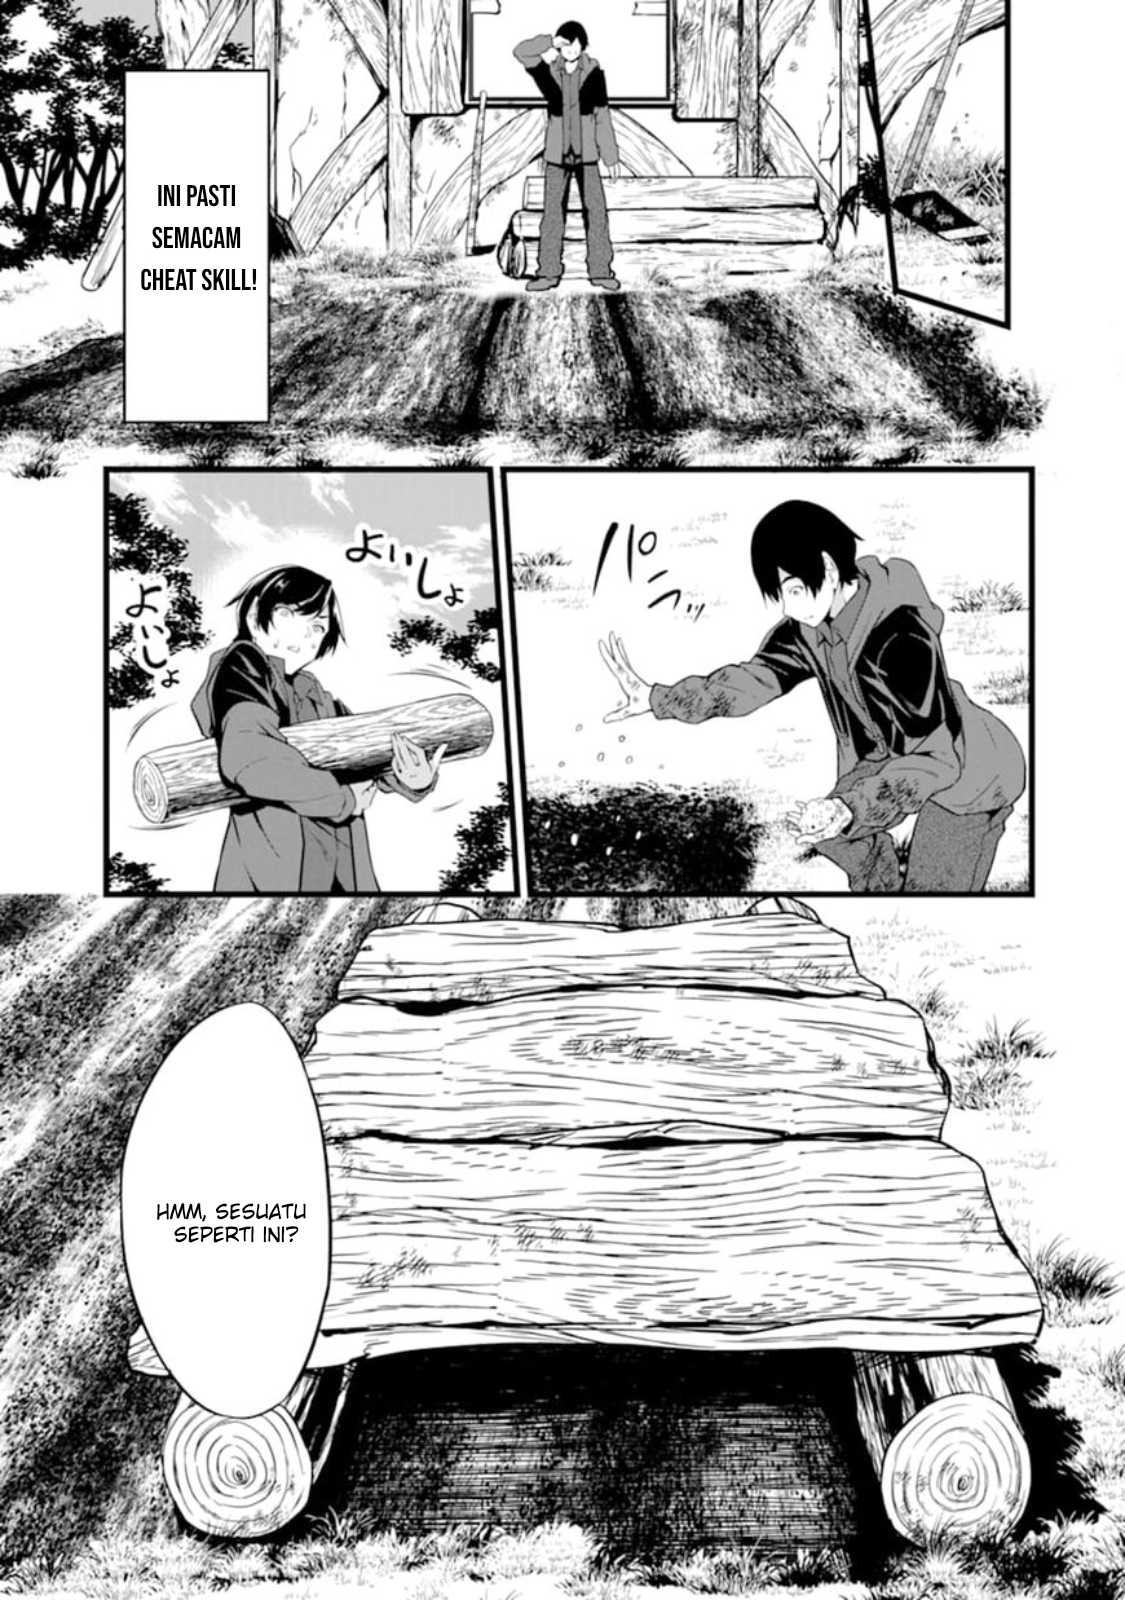 INI PASTI
SEMACAM
CHEAT SKILL!
パラッ
よいしょ
よいしょ
HMM, SESUATU
SEPERTI INI?